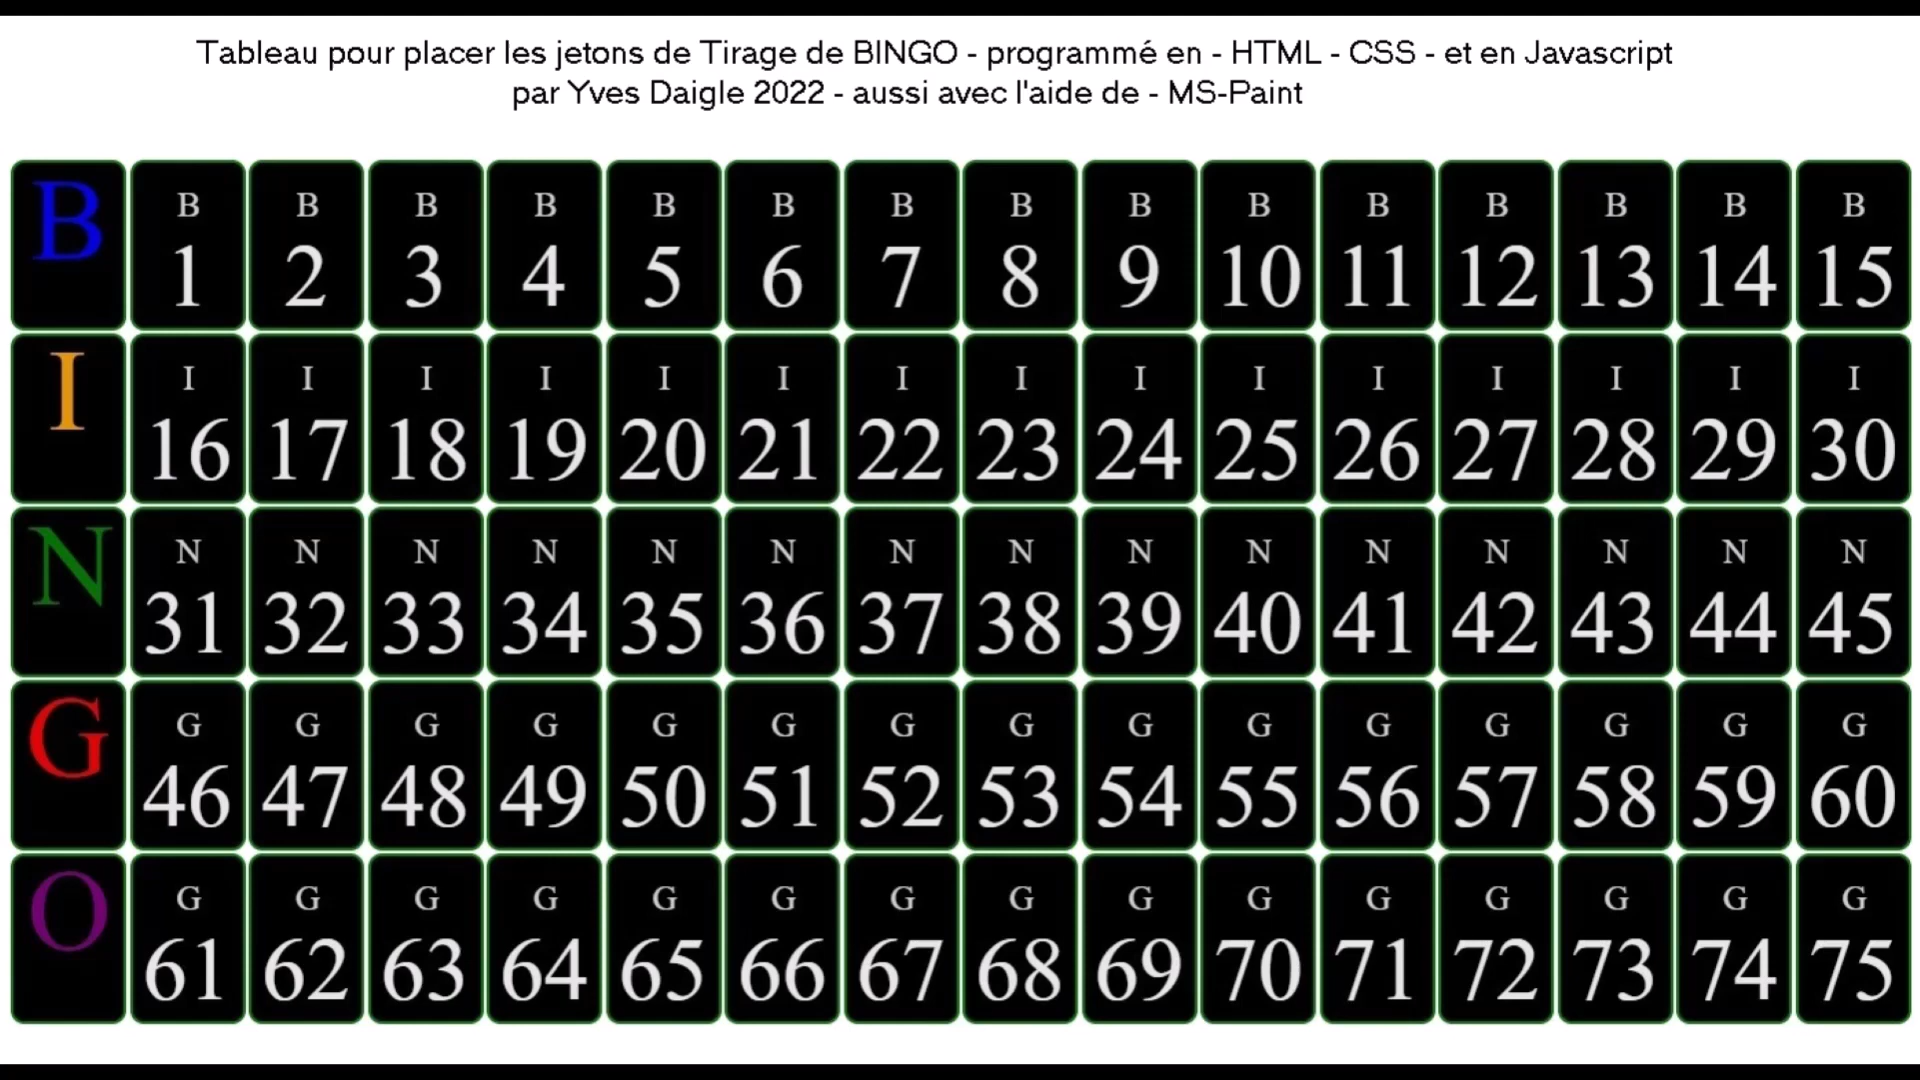 Tableau pour placer les jetons de Tirage de BINGO - programmé en - HTML - CSS - et en Javascript
par Yves Daigle 2022 - aussi avec l'aide de - MS-Paint
B B B B B B B B B B B B B B B B
1 2 3 4 5 6 7 8 9 10 11 12 13 14 15
I I I I I I I I I I I I I I I I
16 17 18 19 20 21 22 23 24 25 26 27 28 29 30
N N N N N N N N N N N N N N N N
31 32 33 34 35 36 37 38 39 40 41 42 43 44 45
G G G G G G G G G G G G G G G G
46 47 48 49 50 51 52 53 54 55 56 57 58 59 60
O G G G G G G G G G G G G G G G
61 62 63 64 65 66 67 68 69 70 71 72 73 74 75